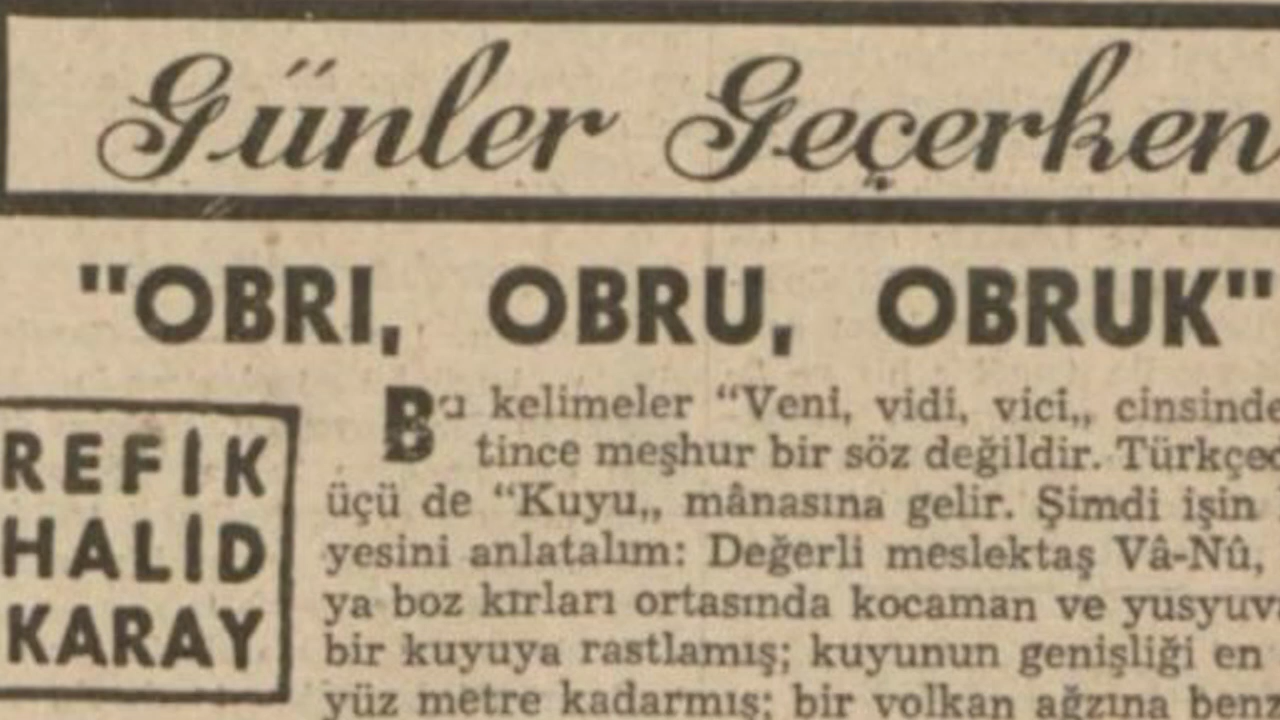 Günler Geçerken
"OBRI, OBRU, OBRUK"
REFİK
HALİD
KARAY
Bu kelimeler “Veni, vidi, vici„ cinsinde
tince meşhur bir söz değildir. Türkçed
üçü de “Kuyu„ mânasına gelir. Şimdi işin
yesini anlatalım: Değerli meslektaş Vâ-Nû,
ya boz kırları ortasında kocaman ve yusyuv
bir kuyuya rastlamış; kuyunun genişliği en
yüz metre kadarmış; bir volkan ağzına benz